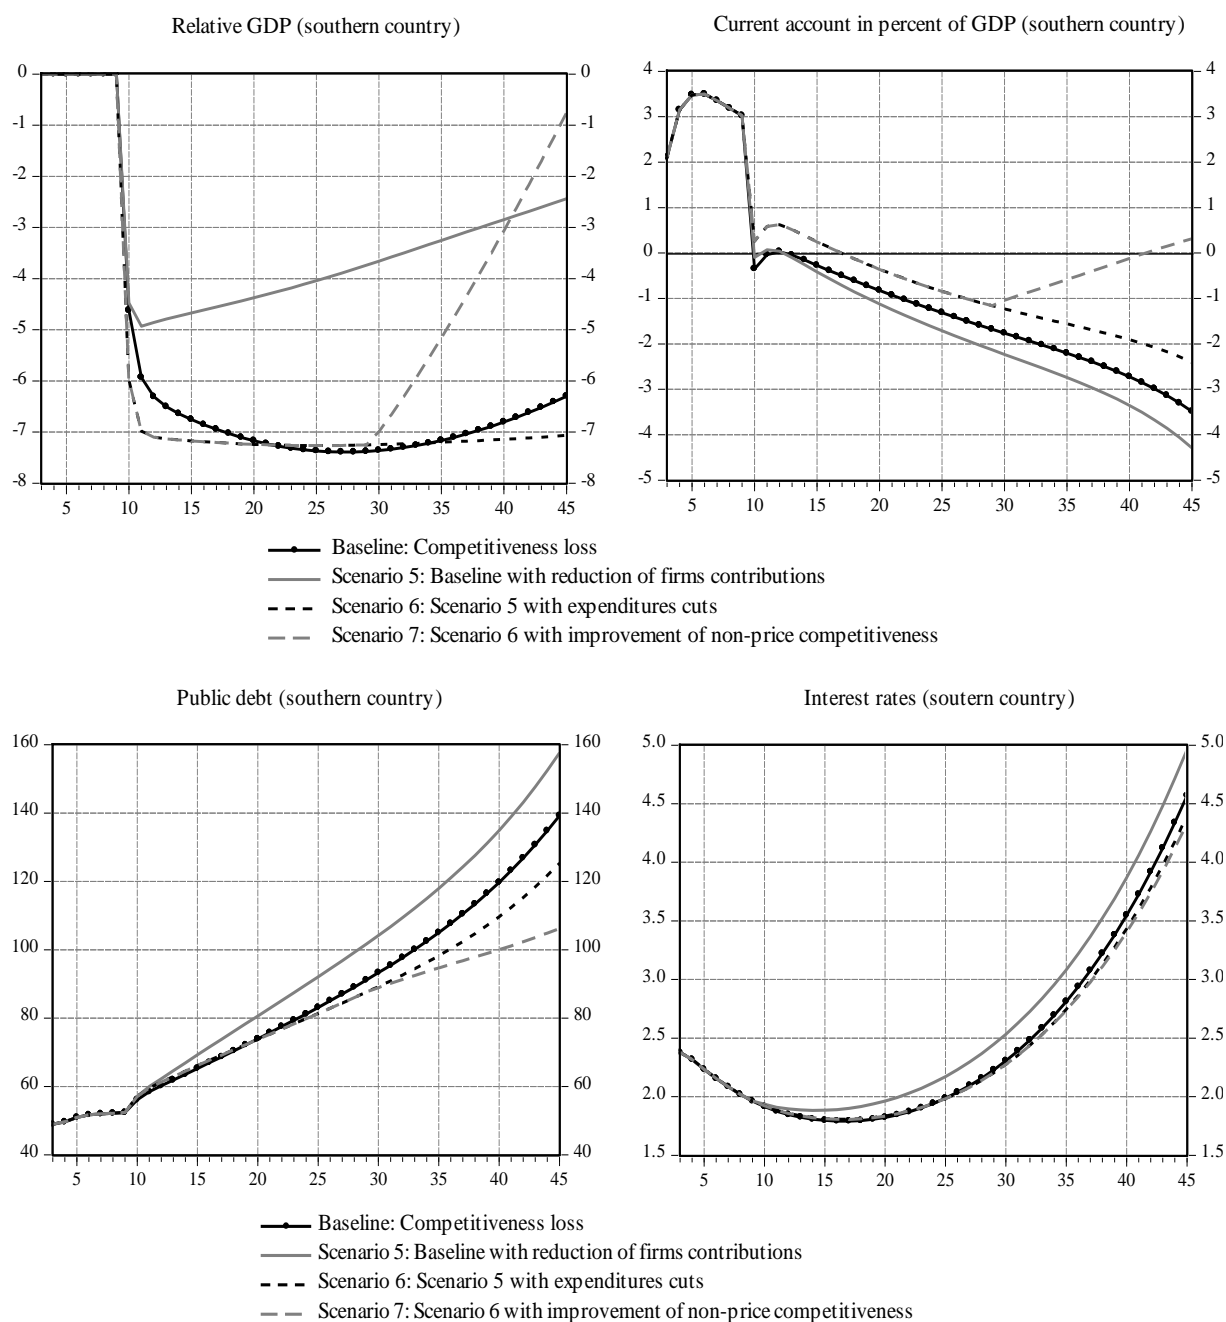 Relative GDP (southern country)
Current account in percent of GDP (southern country)
0 0
-1 -1
-2 -2
-3 -3
-4 -4
-5 -5
-6 -6
-7 -7
-8 -8
5 10 15 20 25 30 35 40 45
4 4
3 3
2 2
1 1
0 0
-1 -1
-2 -2
-3 -3
-4 -4
-5 -5
5 10 15 20 25 30 35 40 45
Baseline: Competitiveness loss
Scenario 5: Baseline with reduction of firms contributions
Scenario 6: Scenario 5 with expenditures cuts
Scenario 7: Scenario 6 with improvement of non-price competitiveness
Public debt (southern country)
Interest rates (soutern country)
160 160
140 140
120 120
100 100
80 80
60 60
40 40
5 10 15 20 25 30 35 40 45
5.0 5.0
4.5 4.5
4.0 4.0
3.5 3.5
3.0 3.0
2.5 2.5
2.0 2.0
1.5 1.5
5 10 15 20 25 30 35 40 45
Baseline: Competitiveness loss
Scenario 5: Baseline with reduction of firms contributions
Scenario 6: Scenario 5 with expenditures cuts
Scenario 7: Scenario 6 with improvement of non-price competitiveness